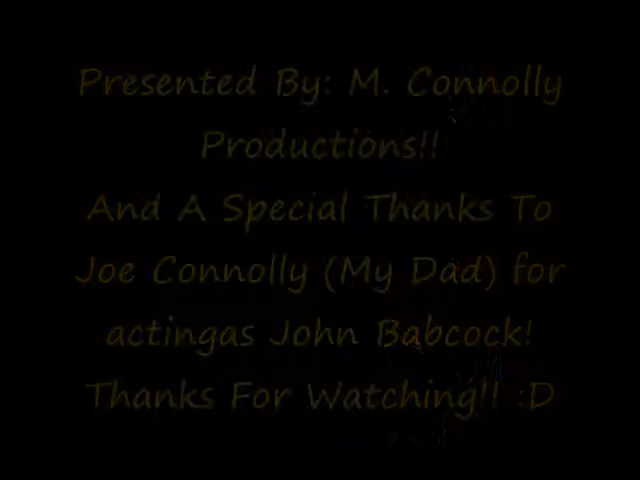 Presented By: M. Connolly
Productions!!
And A Special Thanks To
Joe Connolly (My Dad) for
actingas John Babcock!
Thanks For Watching!! :D